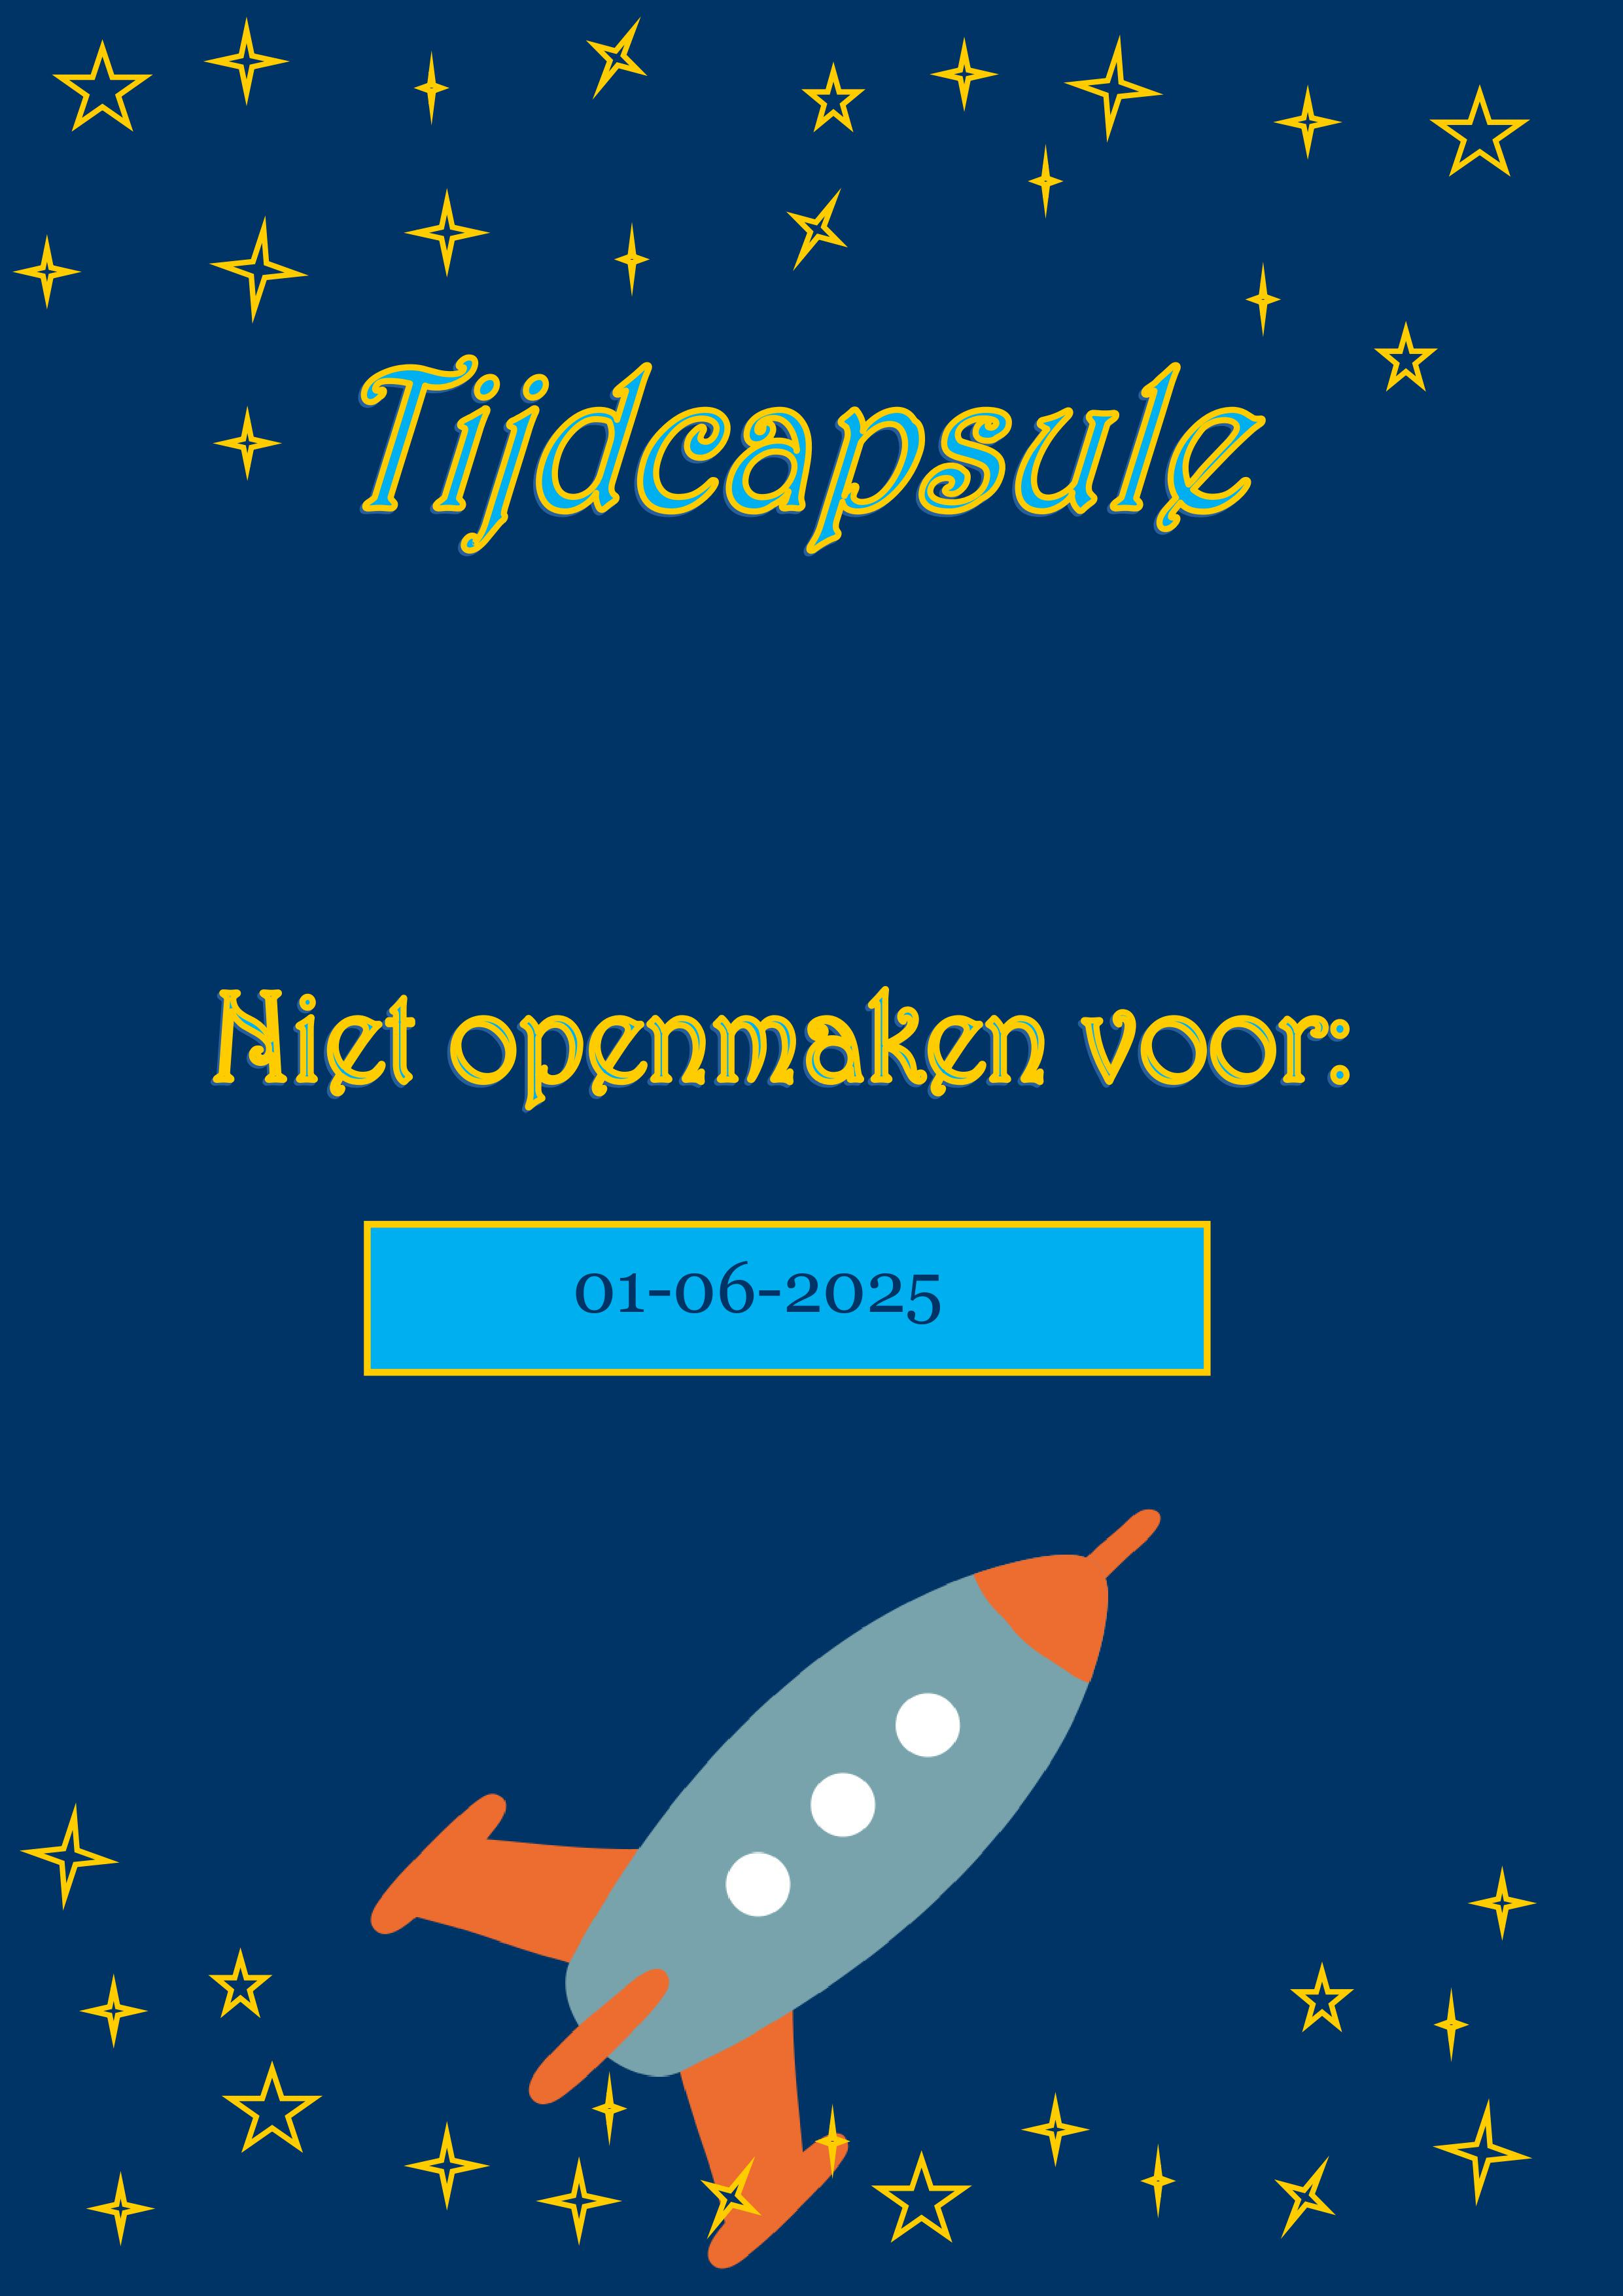 Tijdcapsule
Niet openmaken voor:
01-06-2025